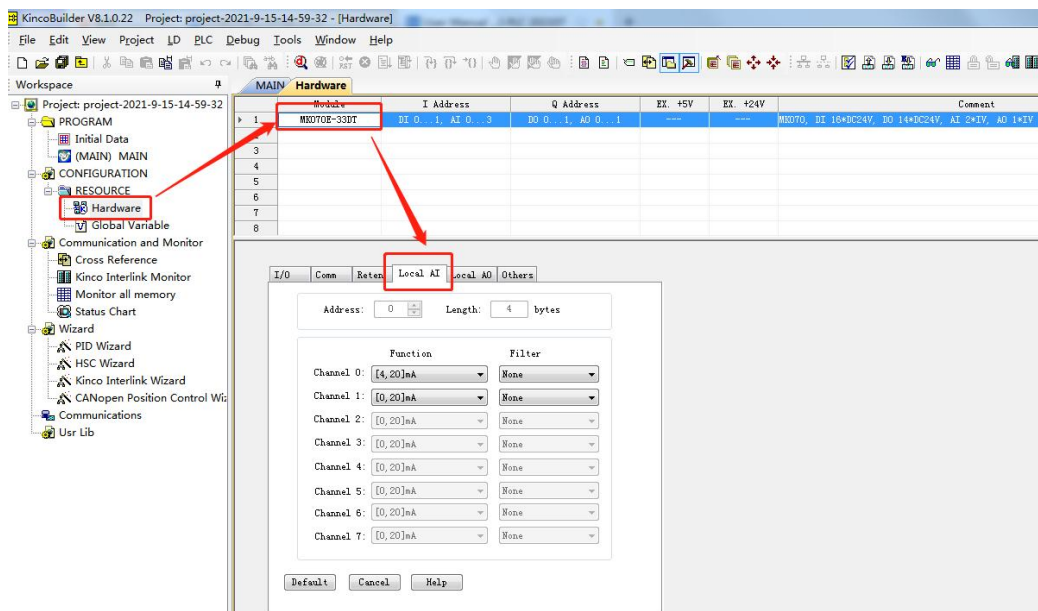 KincoBuilder V8.1.0.22 Project: project-2021-9-15-14-59-32 - [Hardware]
File Edit View Project LD PLC Debug Tools Window Help
Workspace
MAIN Hardware
Project: project-2021-9-15-14-59-32
PROGRAM
Initial Data
(MAIN) MAIN
CONFIGURATION
RESOURCE
Hardware
Global Variable
Communication and Monitor
Cross Reference
Kinco Interlink Monitor
Monitor all memory
Status Chart
Wizard
PID Wizard
HSC Wizard
Kinco Interlink Wizard
CANopen Position Control Wiz
Communications
Usr Lib
Module I Address Q Address EX. +5V EX. +24V Comment
1 MK070E-33DT DI 0...1, AI 0...3 DO 0...1, AO 0...1 --- --- MK070, DI 16*DC24V, DO 14*DC24V, AI 2*IV, AO 1*IV
3
4
5
6
7
8
I/O Comm Reten Local AI Local AO Others
Address: 0 Length: 4 bytes
Function Filter
Channel 0: [4,20]mA None
Channel 1: [0,20]mA None
Channel 2: [0,20]mA None
Channel 3: [0,20]mA None
Channel 4: [0,20]mA None
Channel 5: [0,20]mA None
Channel 6: [0,20]mA None
Channel 7: [0,20]mA None
Default Cancel Help